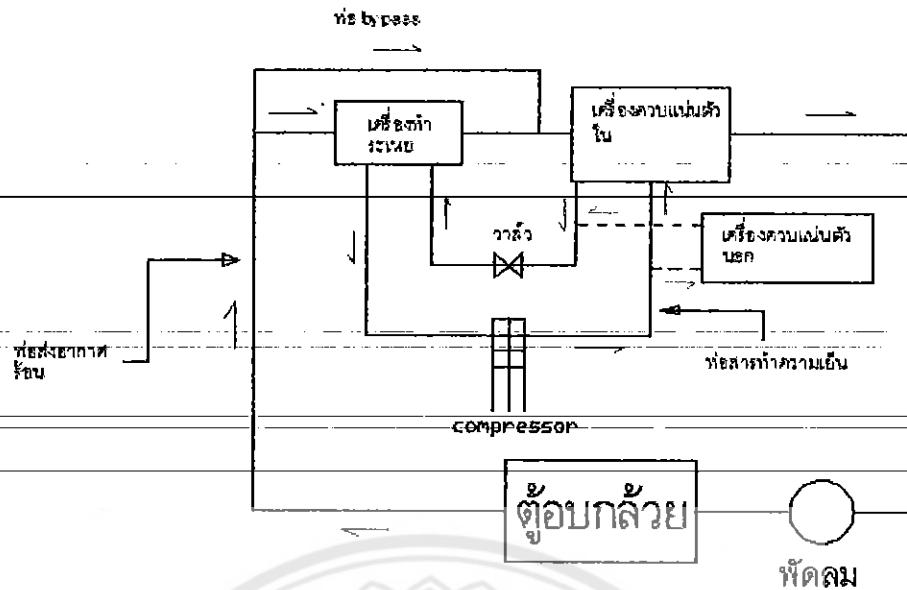 ท่อ bypass
เครื่องทำ
ระเหย
เครื่องควบแน่นตัว
ใน
วาล์ว
เครื่องควบแน่นตัว
นอก
ท่อส่งอากาศ
ร้อน
ท่อสารทำความเย็น
compressor
ตู้อบกล้วย
พัดลม